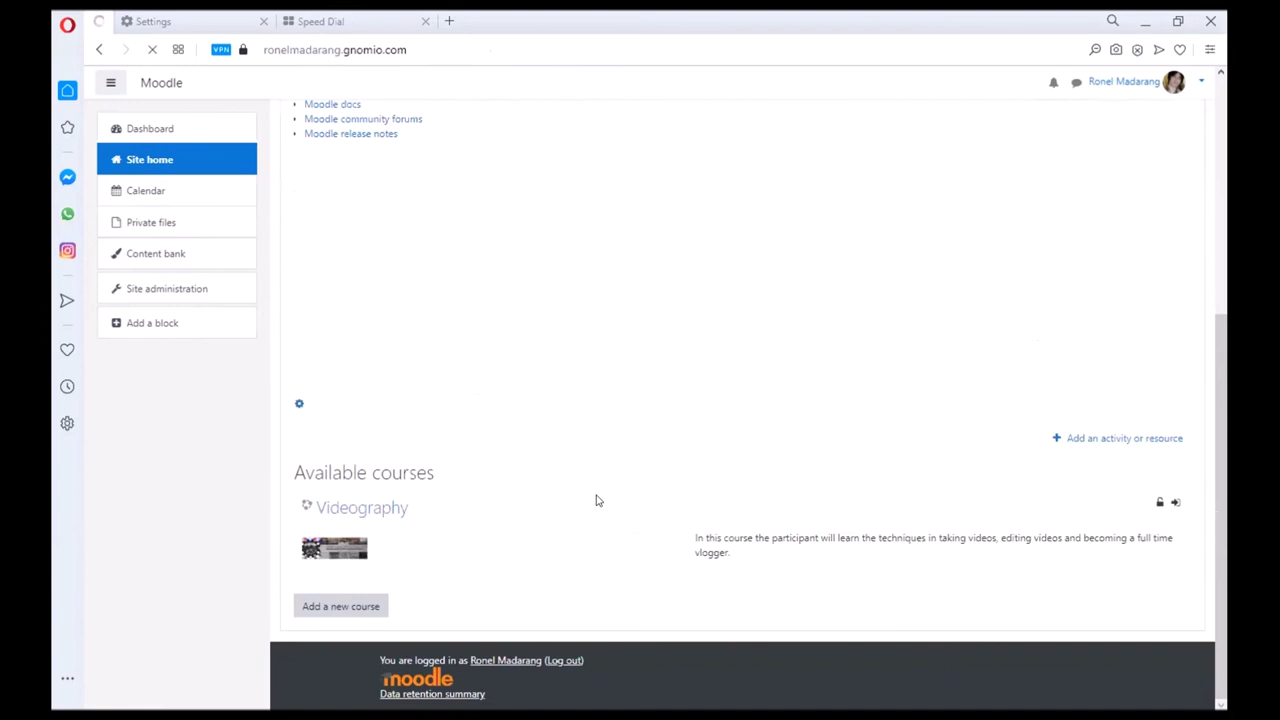 Settings
Speed Dial
VPN
ronelmadarang.gnomio.com
Moodle
Ronel Madarang
Moodle docs
Moodle community forums
Moodle release notes
Dashboard
Site home
Calendar
Private files
Content bank
Site administration
Add a block
Add an activity or resource
Available courses
Videography
In this course the participant will learn the techniques in taking videos, editing videos and becoming a full time
vlogger.
Add a new course
You are logged in as Ronel Madarang (Log out)
moodle
Data retention summary